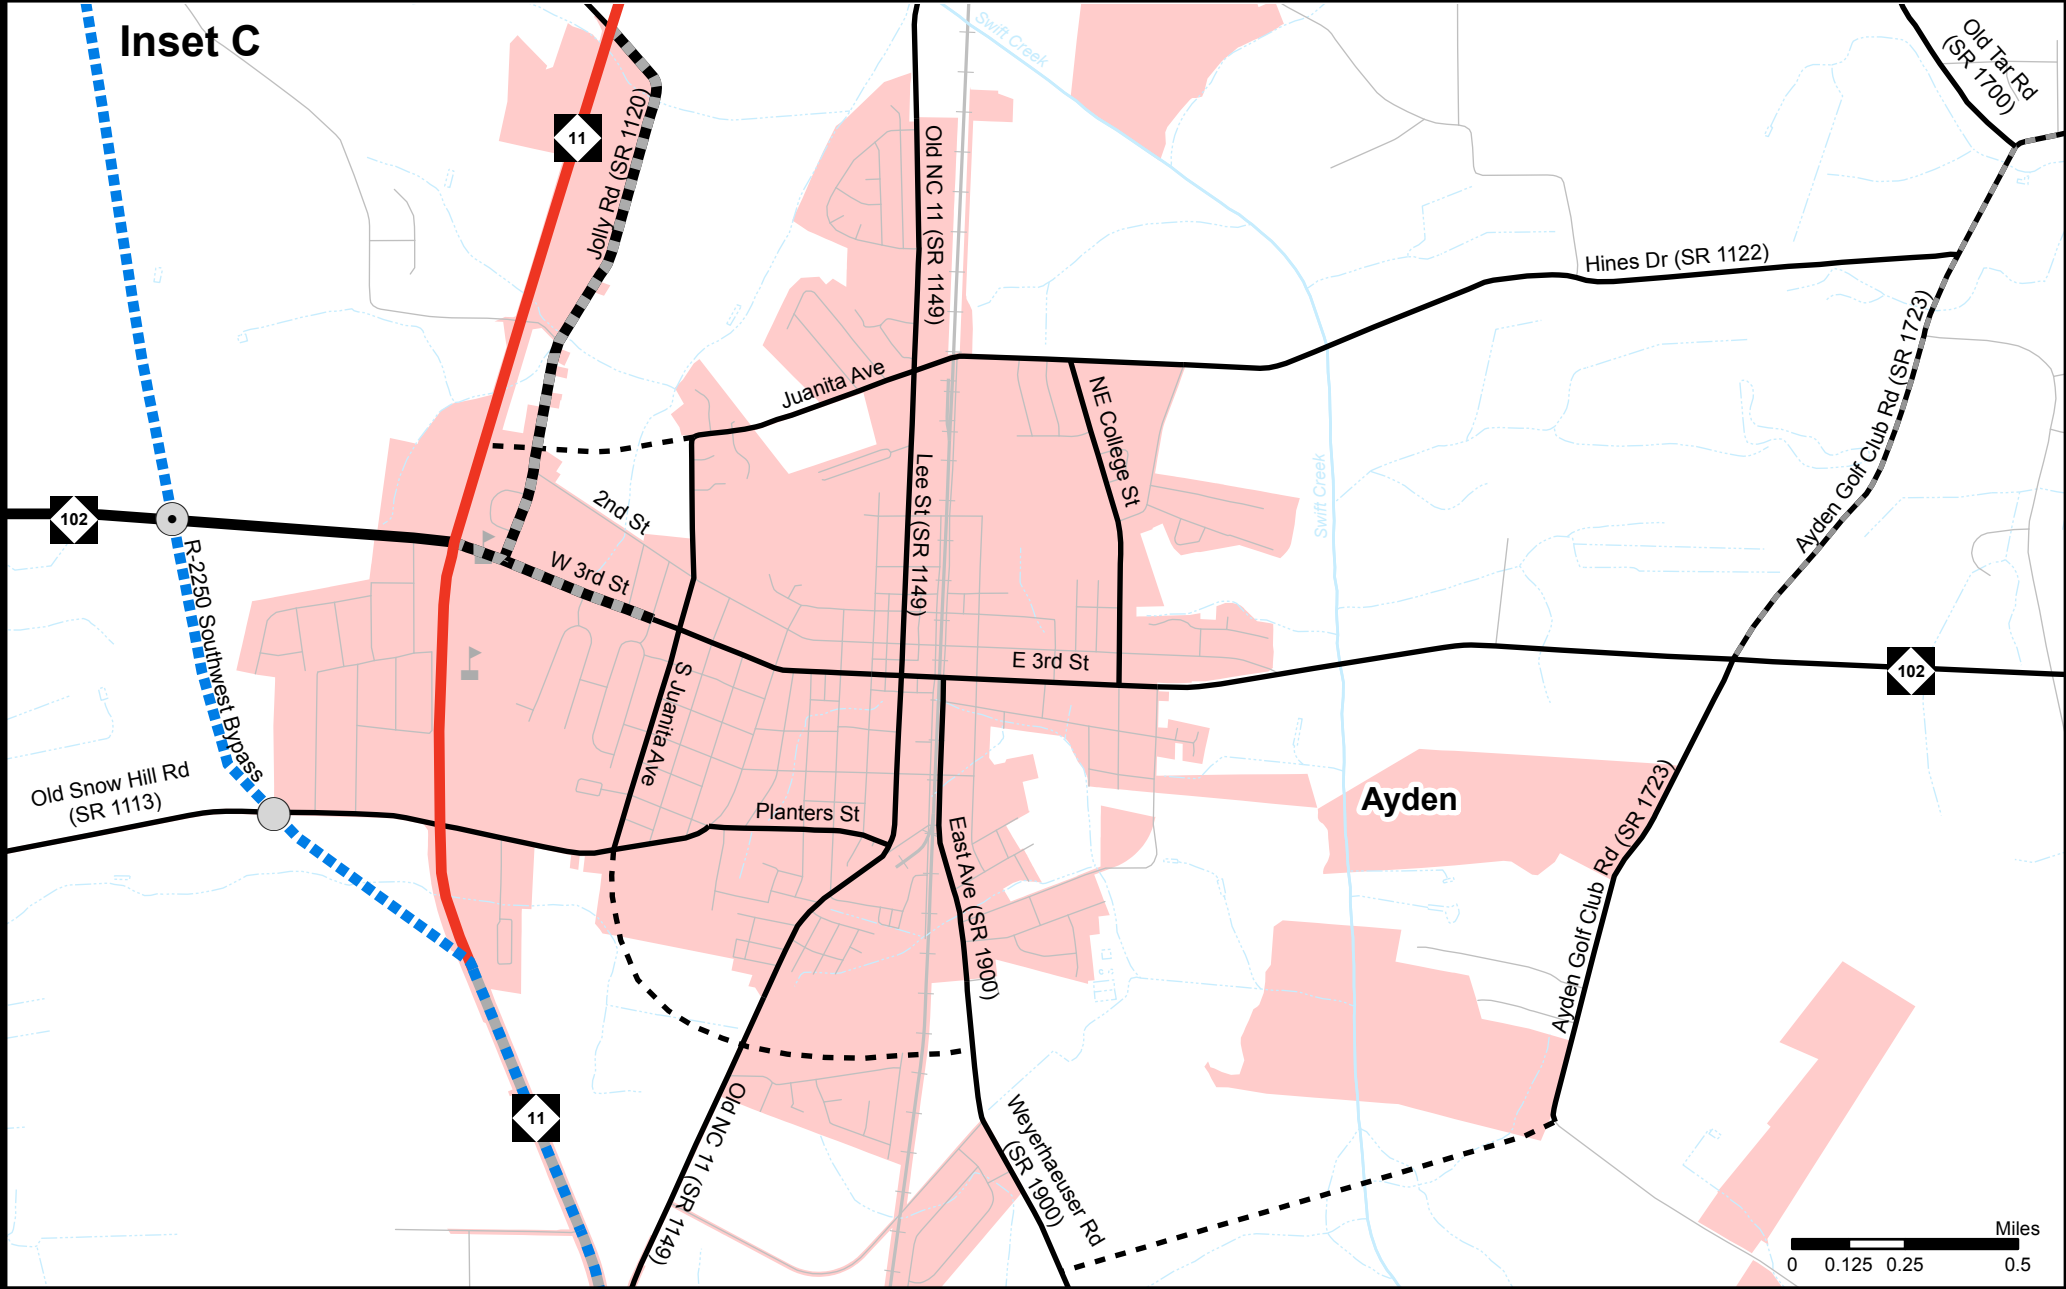 Inset C
Swift Creek
Old Tar Rd
(SR 1700)
11
Jolly Rd (SR 1120)
Old NC 11 (SR 1149)
Hines Dr (SR 1122)
Juanita Ave
NE College St
Ayden Golf Club Rd (SR 1723)
Lee St (SR 1149)
Swift Creek
102
2nd St
W 3rd St
R-2250 Southwest Bypass
E 3rd St
102
S Juanita Ave
Old Snow Hill Rd
(SR 1113)
Planters St
Ayden
East Ave (SR 1900)
Ayden Golf Club Rd (SR 1723)
11
Old NC 11 (SR 1149)
Weyerhaeuser Rd
(SR 1900)
Miles
0 0.125 0.25 0.5